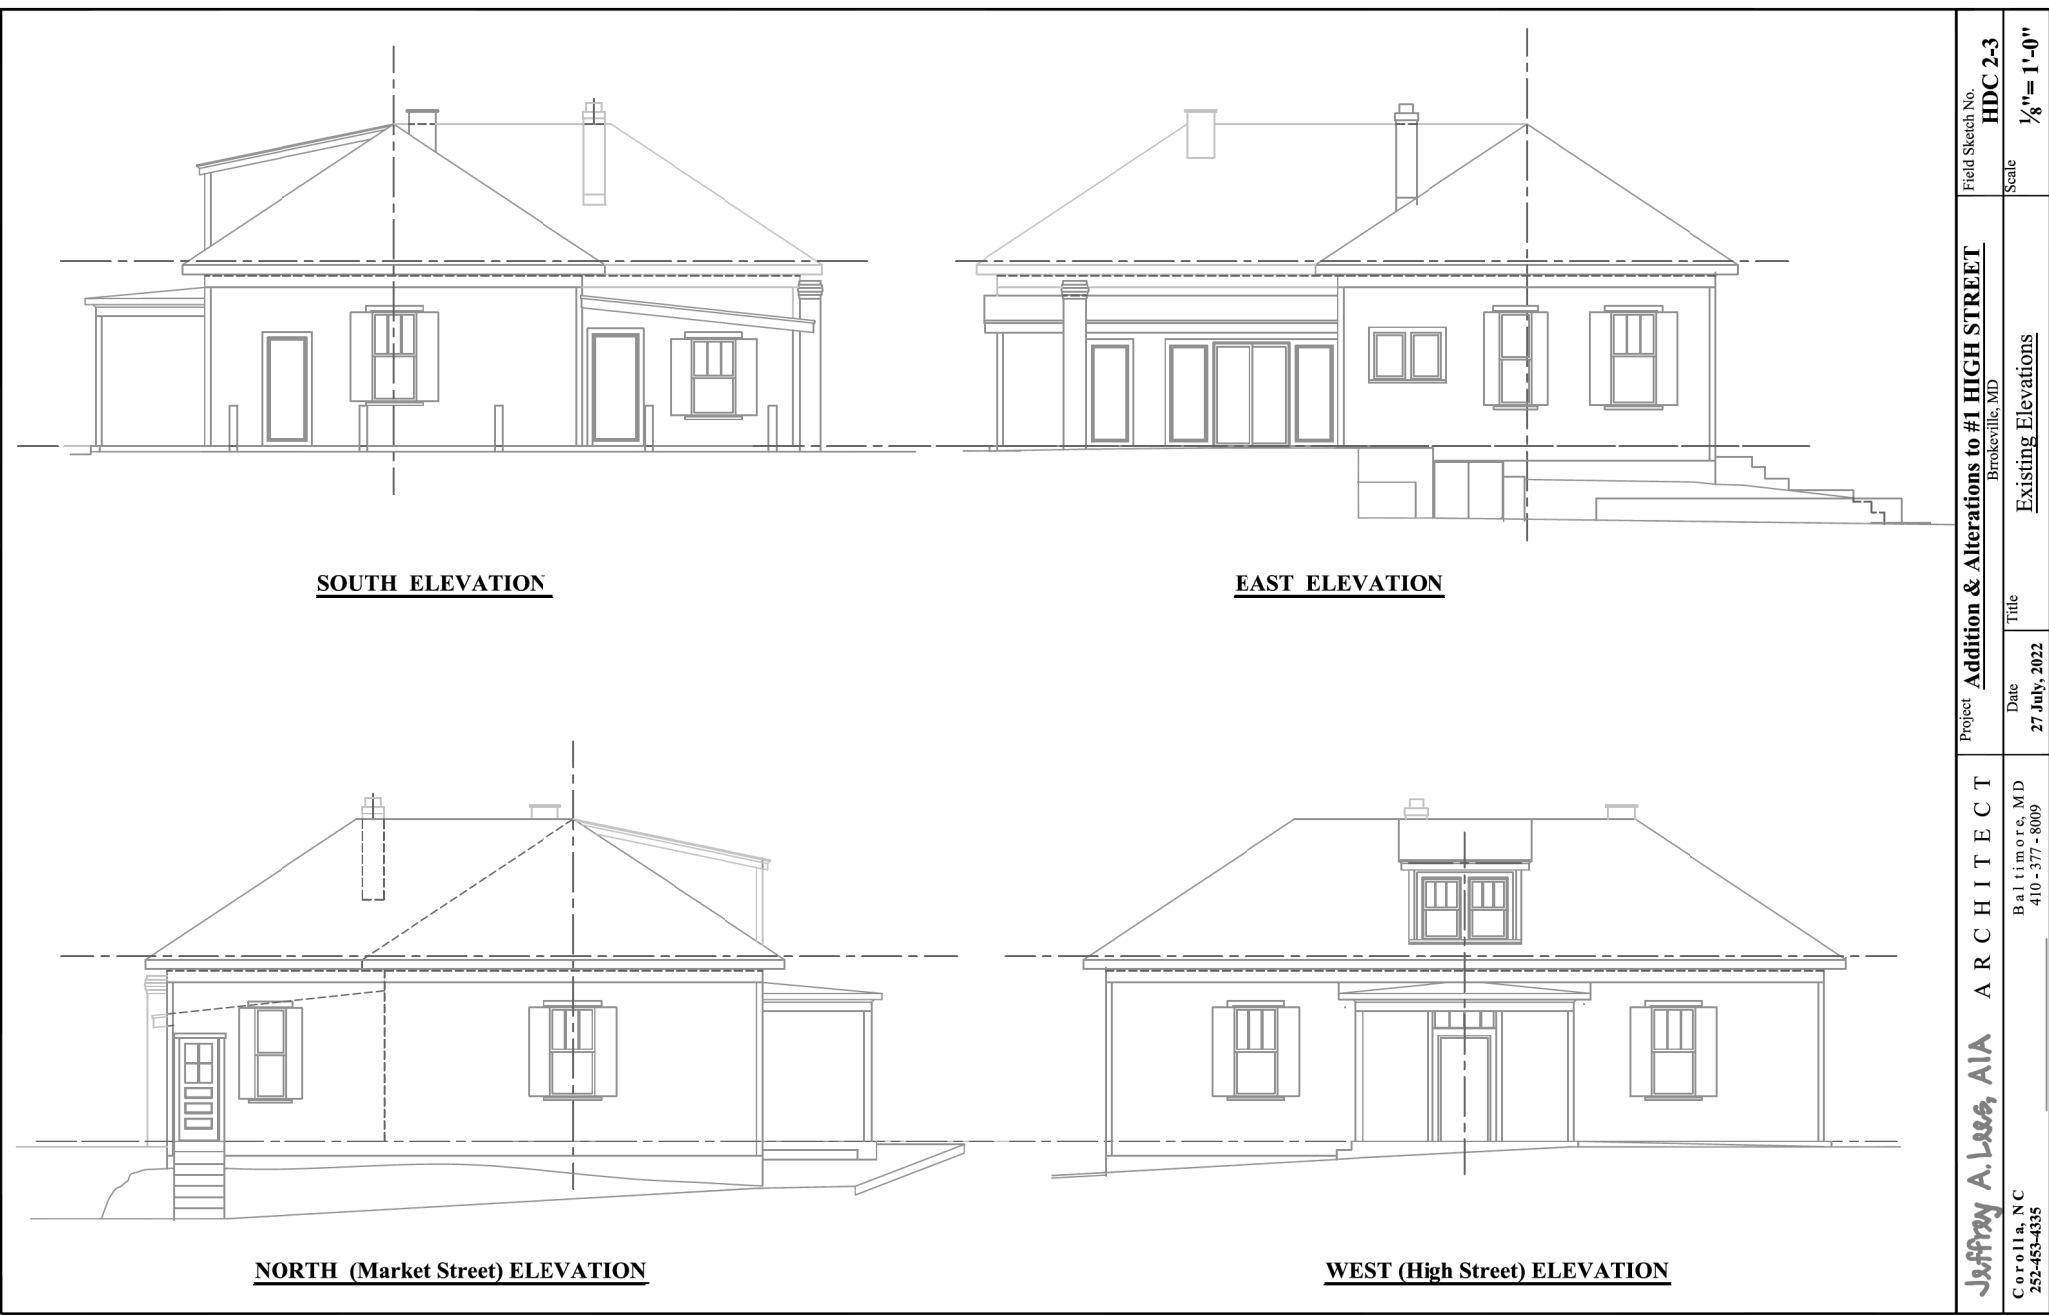 SOUTH ELEVATION
EAST ELEVATION
NORTH (Market Street) ELEVATION
WEST (High Street) ELEVATION
Jeffrey A. Lees, AIA ARCHITECT
Corolla, NC
252-453-4335
Baltimore, MD
410 - 377 - 8009
Project
Addition & Alterations to #1 HIGH STREET
Brrokeville, MD
Field Sketch No.
HDC 2-3
Date
27 July, 2022
Title
Existing Elevations
Scale
⅛"= 1'-0"